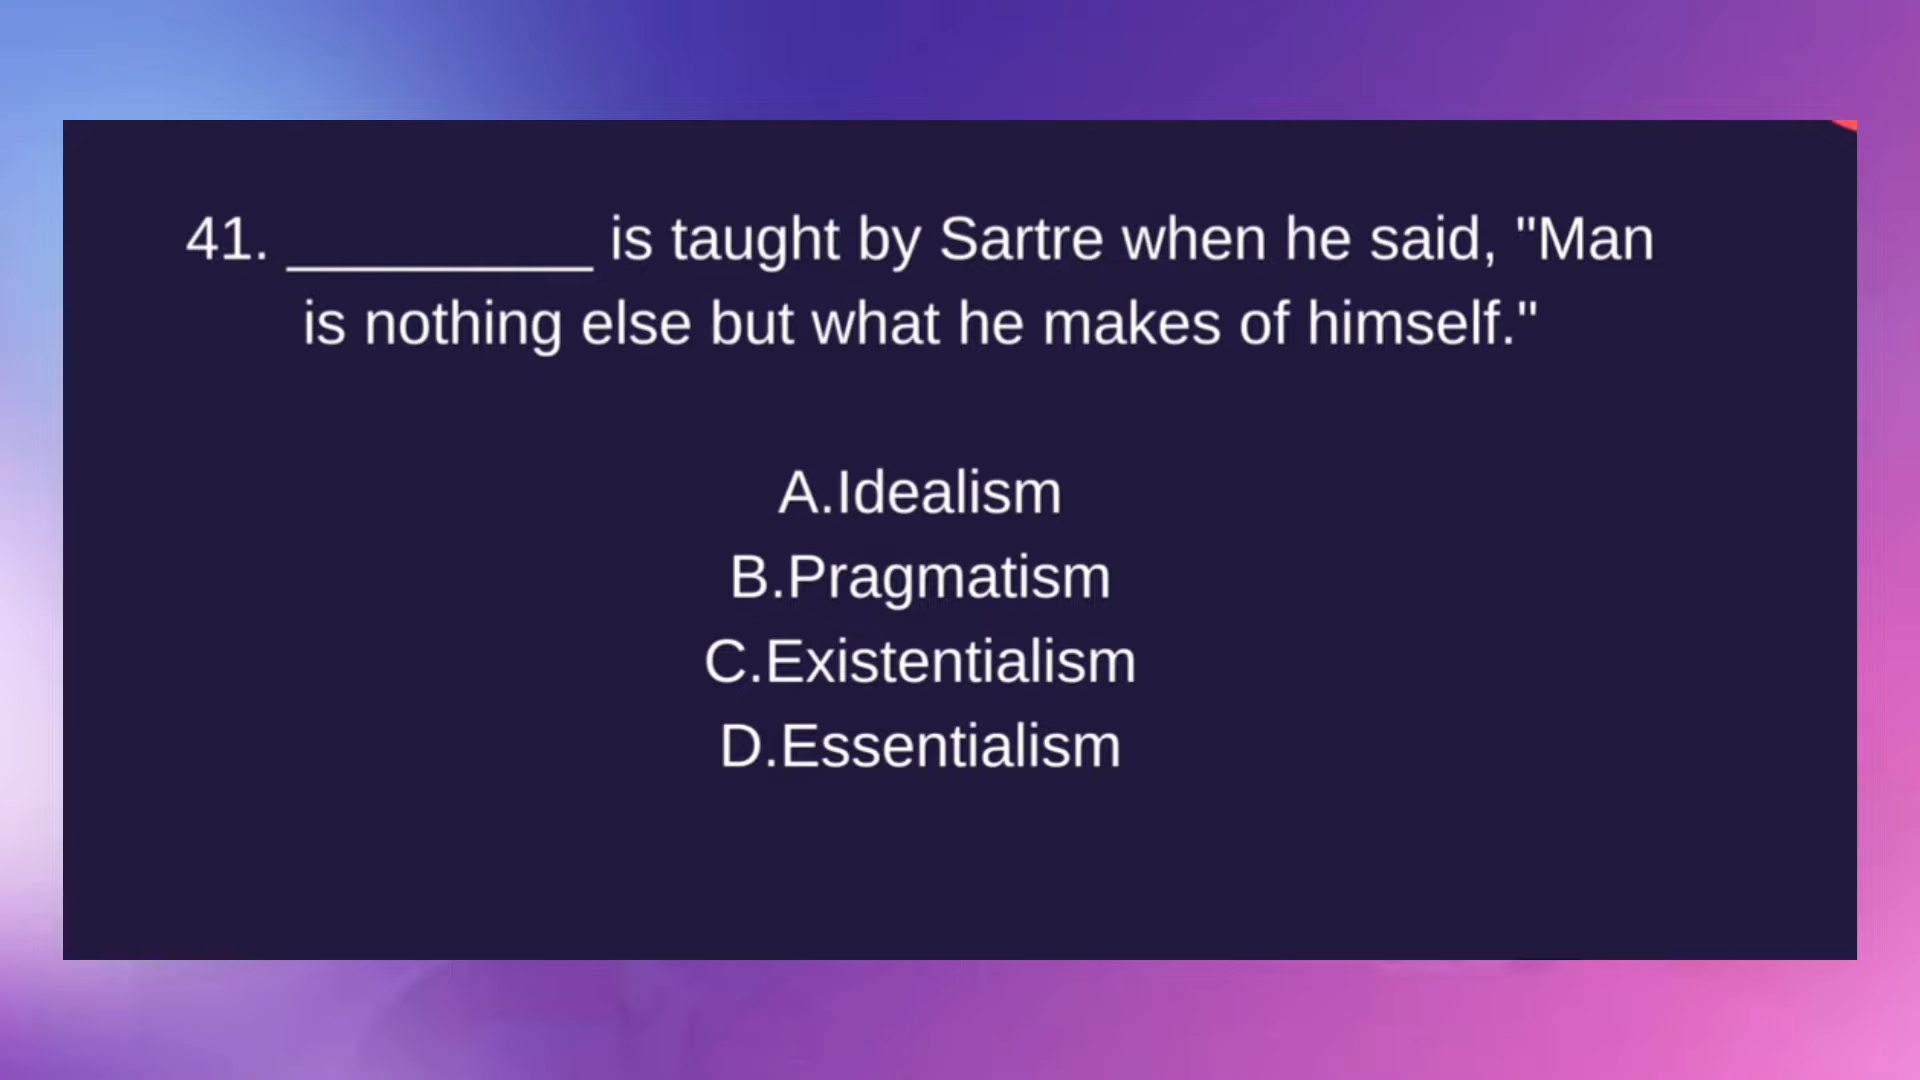 41. _________ is taught by Sartre when he said, "Man
is nothing else but what he makes of himself."
A.Idealism
B.Pragmatism
C.Existentialism
D.Essentialism